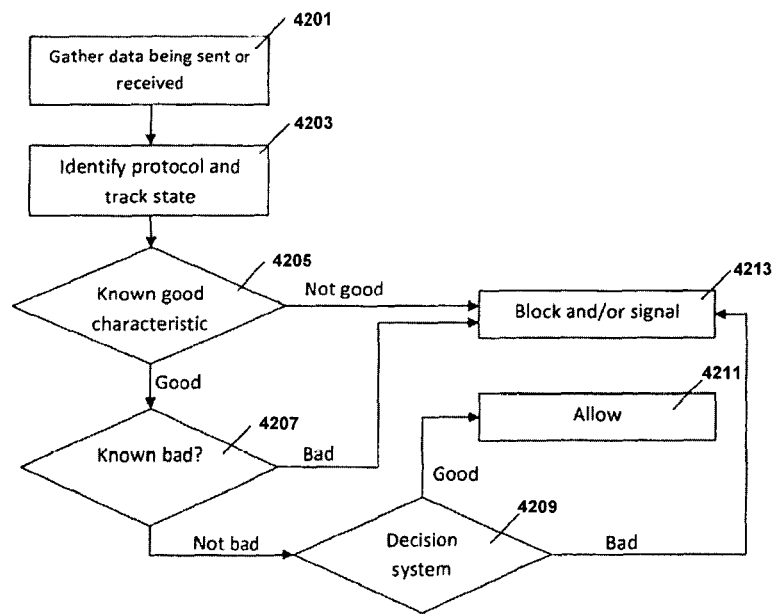 4201
Gather data being sent or
received
4203
Identify protocol and
track state
4205
Known good
characteristic
Not good
4213
Block and/or signal
Good
4211
Allow
4207
Known bad?
Bad
Good
4209
Decision
system
Not bad
Bad